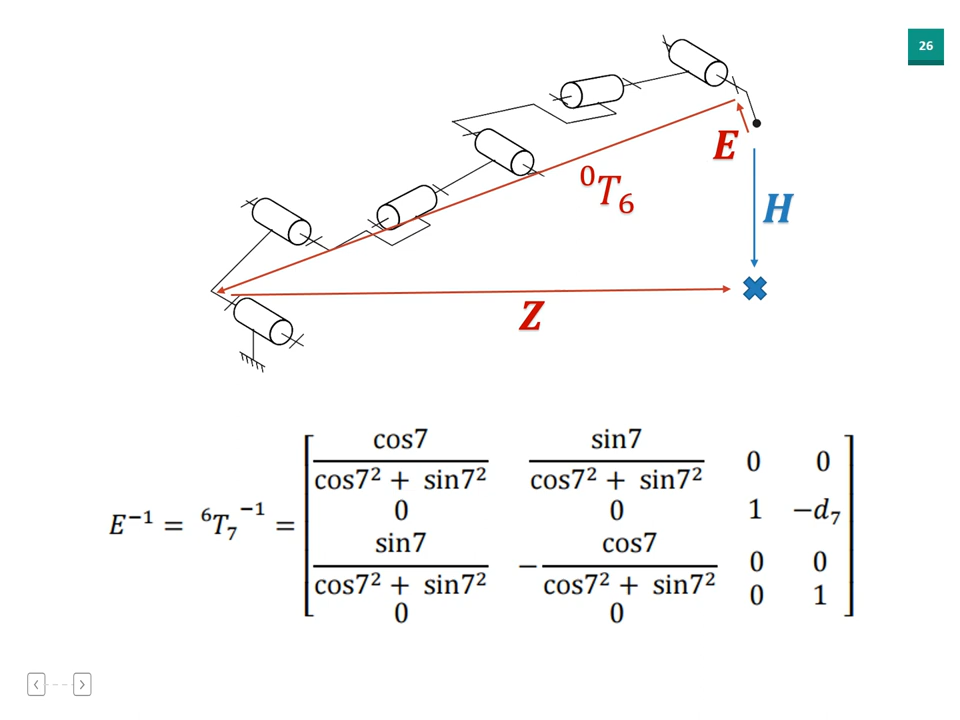 26
E
⁰T₆
H
Z
E⁻¹ = ⁶T₇⁻¹ =
cos7 / (cos7² + sin7²) sin7 / (cos7² + sin7²) 0 0
0 0 1 −d₇
sin7 / (cos7² + sin7²) − cos7 / (cos7² + sin7²) 0 0
0 0 0 1